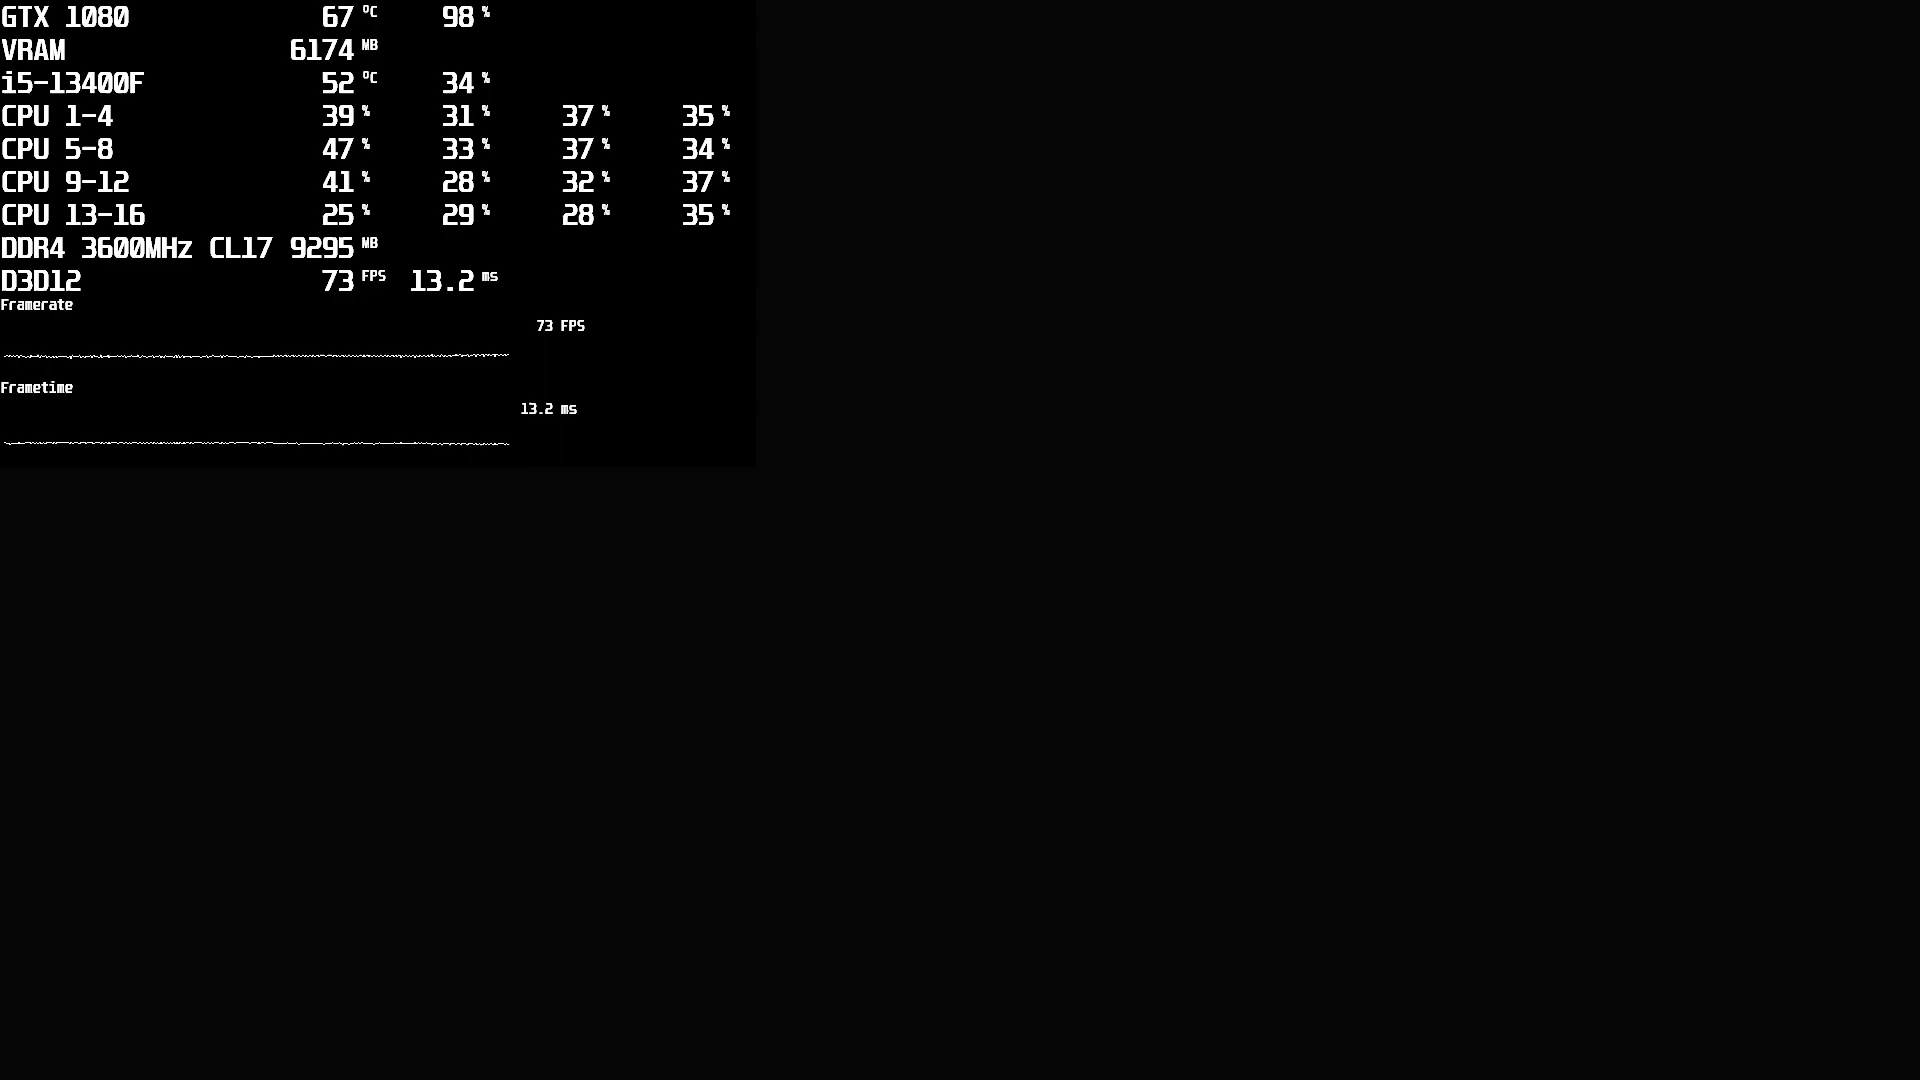 GTX 1080 67 °C 98 %
VRAM 6174 MB
i5-13400F 52 °C 34 %
CPU 1-4 39 % 31 % 37 % 35 %
CPU 5-8 47 % 33 % 37 % 34 %
CPU 9-12 41 % 28 % 32 % 37 %
CPU 13-16 25 % 29 % 28 % 35 %
DDR4 3600MHz CL17 9295 MB
D3D12 73 FPS 13.2 ms
Framerate
73 FPS
Frametime
13.2 ms